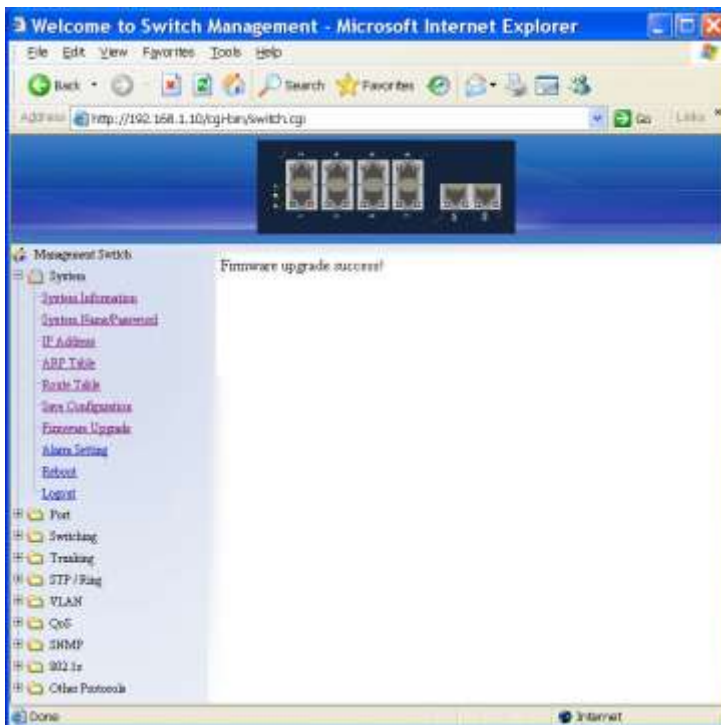 Welcome to Switch Management - Microsoft Internet Explorer
File Edit View Favorites Tools Help
Back Search Favorites
Address http://192.168.1.10/cgi-bin/switch.cgi Go Links »
Management Switch
System
System Information
System Name/Password
IP Address
ARP Table
Route Table
Save Configuration
Firmware Upgrade
Alarm Setting
Reboot
Logout
Port
Switching
Trunking
STP / Ring
VLAN
QoS
SNMP
802.1x
Other Protocols
Firmware upgrade success!
Done Internet